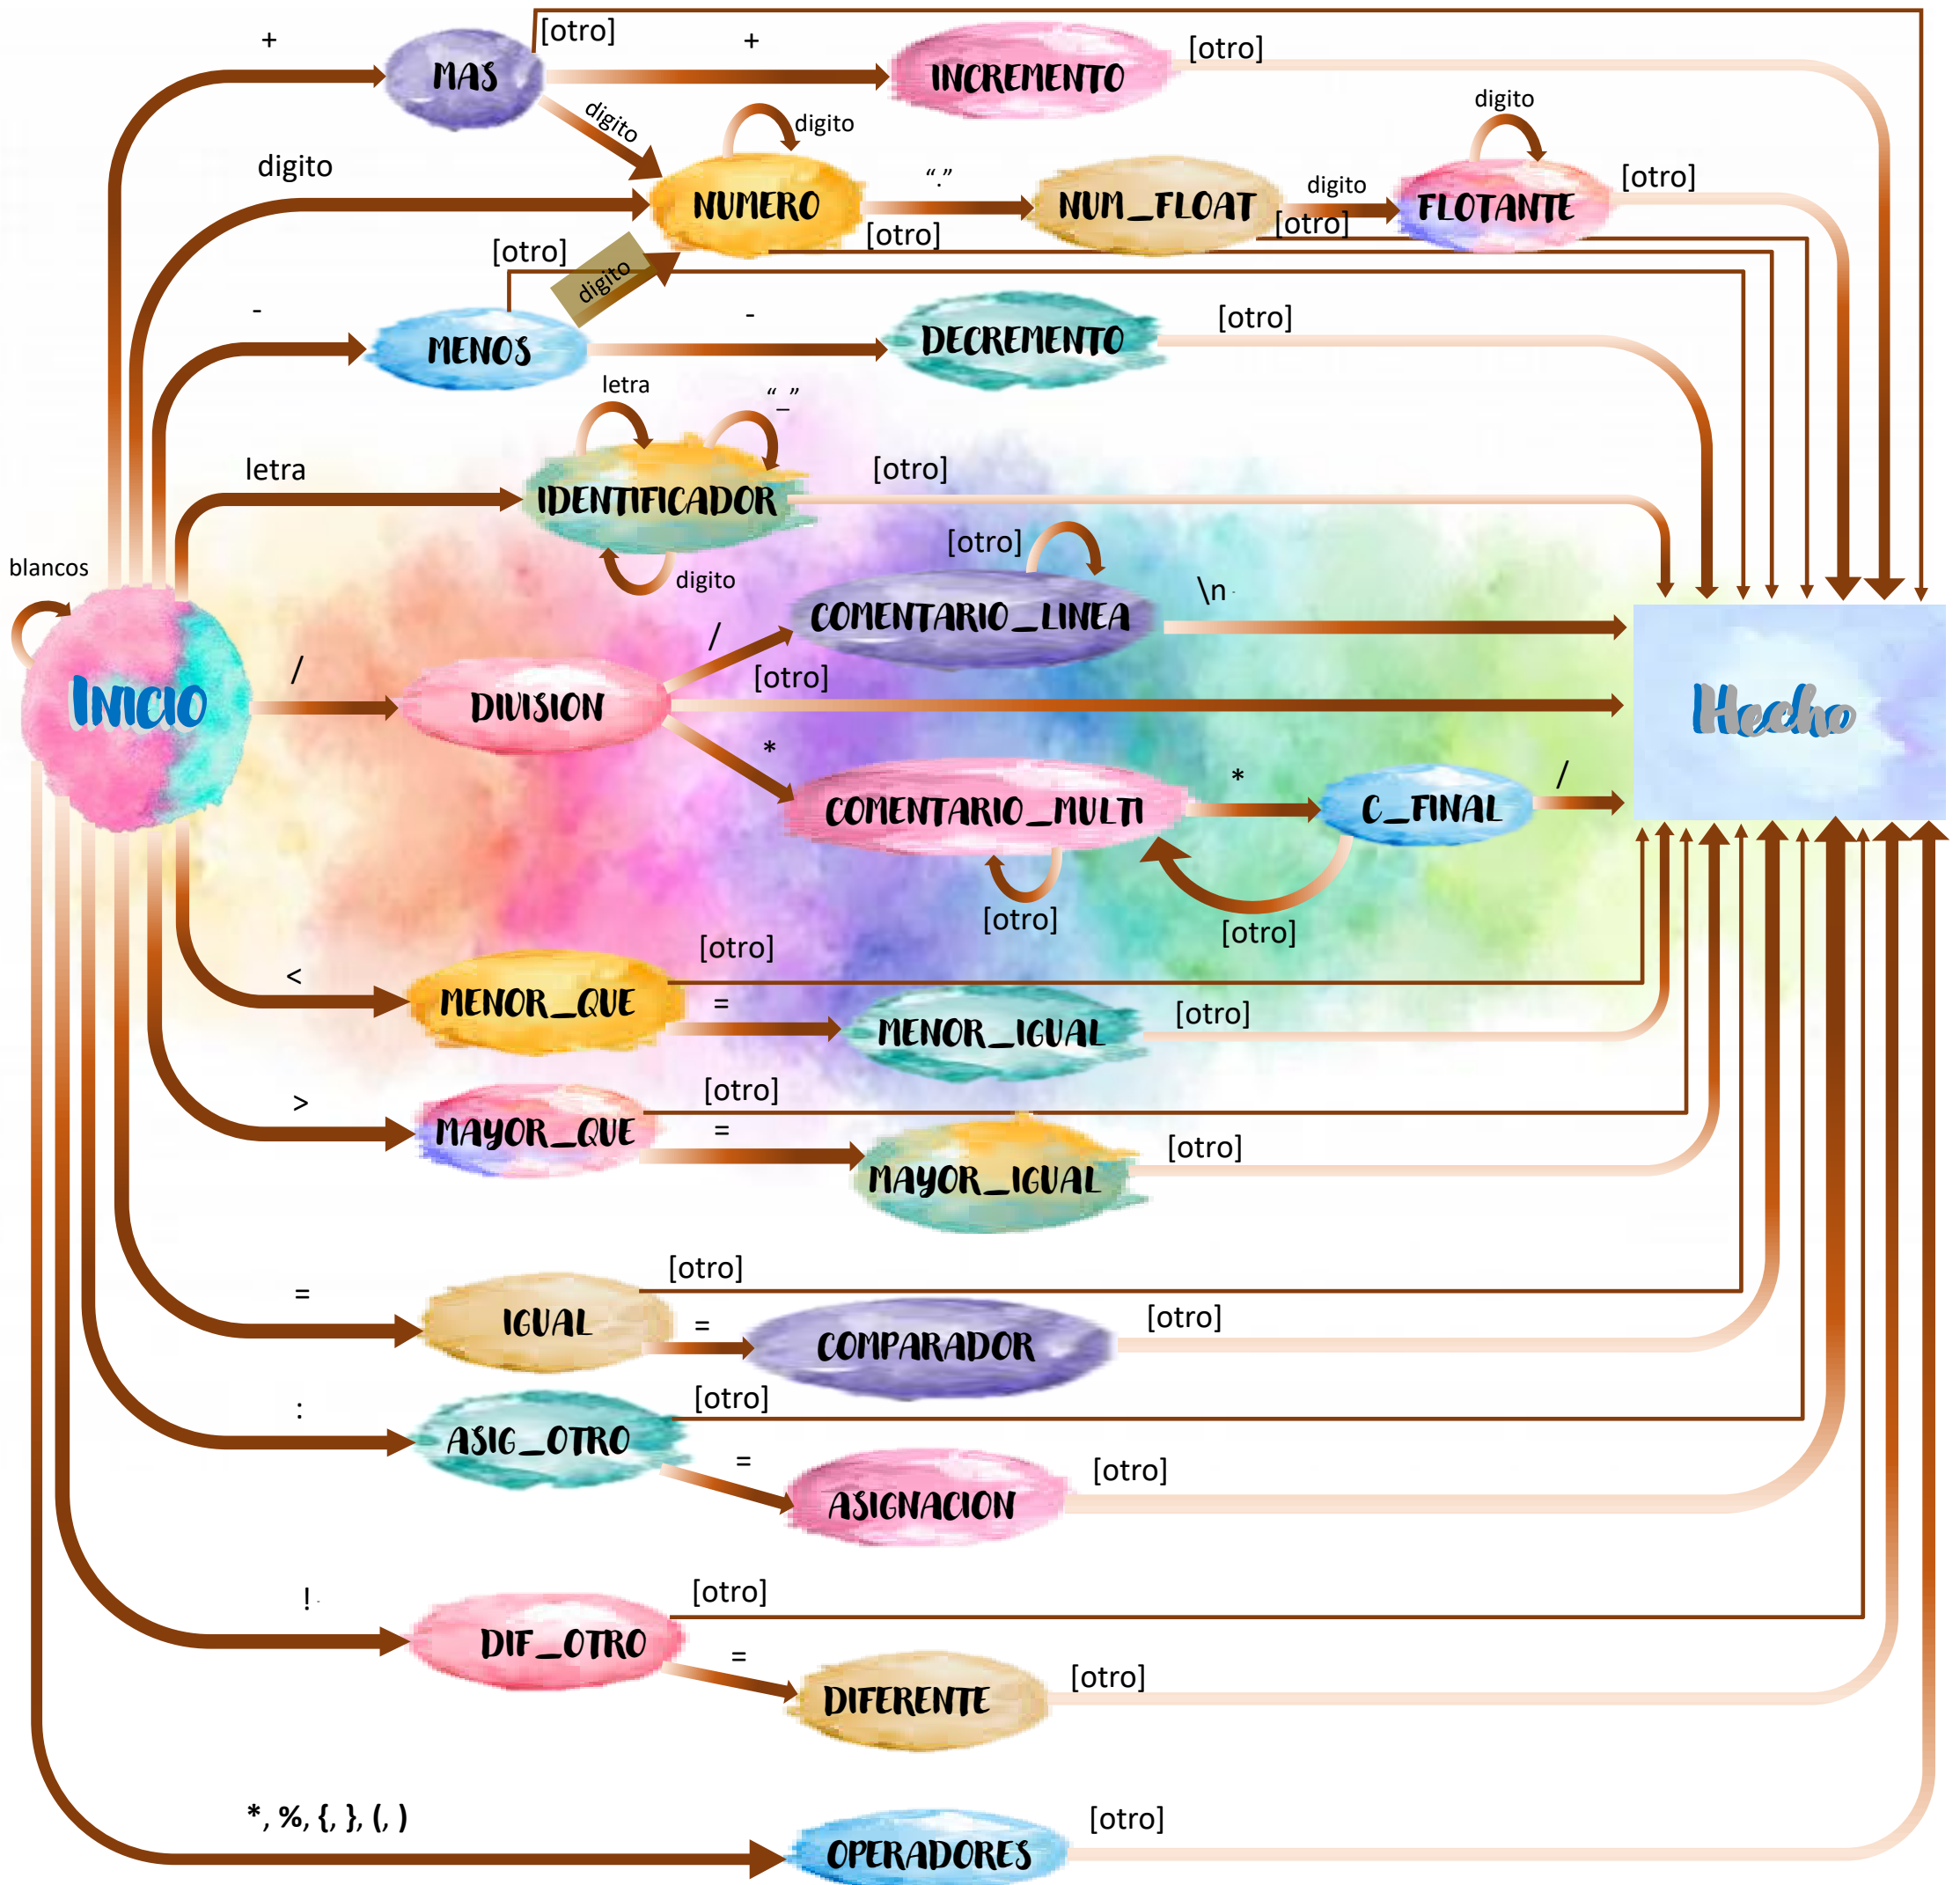 [otro]
+
+
[otro]
MAS
INCREMENTO
digito
digito
digito
digito
"."
digito
[otro]
NUMERO
NUM_FLOAT
FLOTANTE
[otro]
[otro]
[otro]
digito
-
-
[otro]
MENOS
DECREMENTO
letra
"_"
letra
[otro]
IDENTIFICADOR
[otro]
blancos
digito
\n
COMENTARIO_LINEA
/
/
[otro]
INICIO
DIVISION
Hecho
*
*
/
COMENTARIO_MULTI
C_FINAL
[otro]
[otro]
[otro]
<
=
MENOR_QUE
[otro]
MENOR_IGUAL
[otro]
>
=
MAYOR_QUE
[otro]
MAYOR_IGUAL
[otro]
=
[otro]
IGUAL
=
COMPARADOR
[otro]
:
ASIG_OTRO
=
[otro]
ASIGNACION
[otro]
!
DIF_OTRO
=
[otro]
DIFERENTE
*, %, {, }, (, )
[otro]
OPERADORES